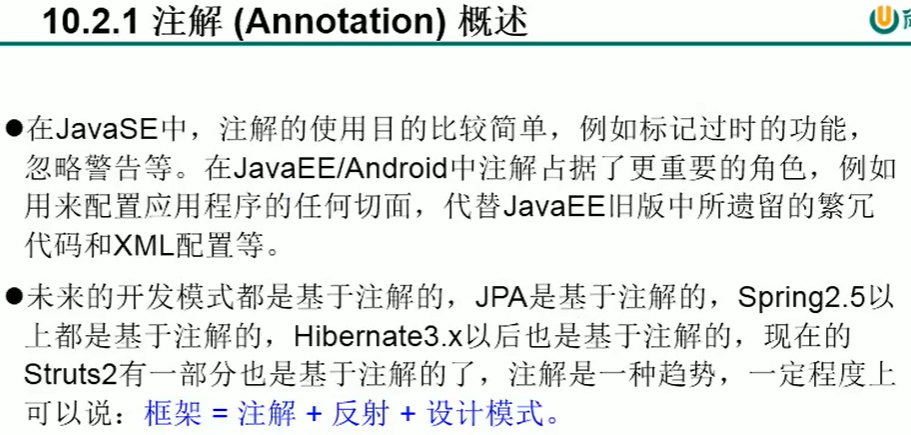 10.2.1 注解 (Annotation) 概述
●在JavaSE中，注解的使用目的比较简单，例如标记过时的功能，
忽略警告等。在JavaEE/Android中注解占据了更重要的角色，例如
用来配置应用程序的任何切面，代替JavaEE旧版中所遗留的繁冗
代码和XML配置等。
●未来的开发模式都是基于注解的，JPA是基于注解的，Spring2.5以
上都是基于注解的，Hibernate3.x以后也是基于注解的，现在的
Struts2有一部分也是基于注解的了，注解是一种趋势，一定程度上
可以说：框架 = 注解 + 反射 + 设计模式。